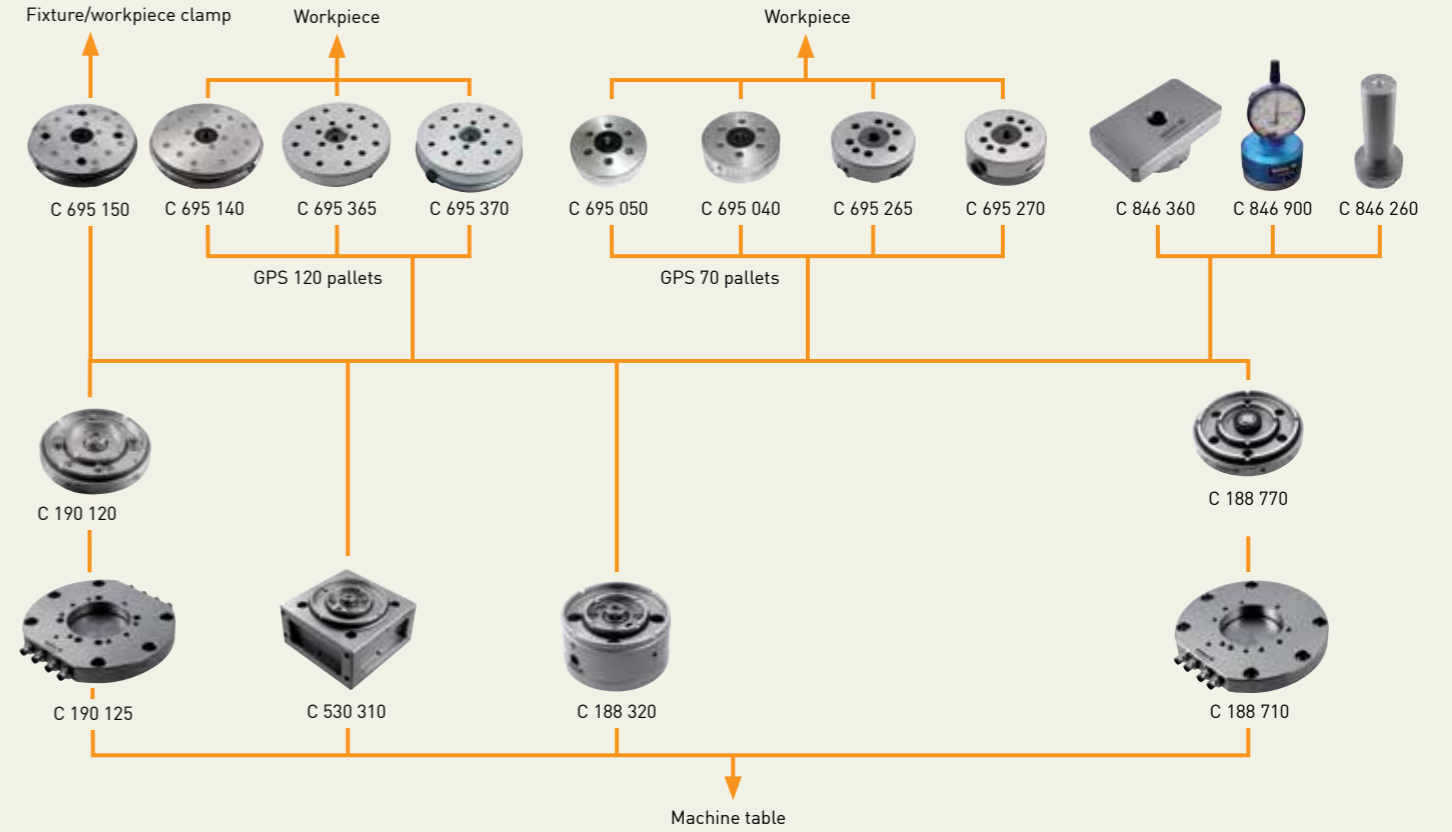 Fixture/workpiece clamp
Workpiece
Workpiece
C 695 150
C 695 140
C 695 365
C 695 370
C 695 050
C 695 040
C 695 265
C 695 270
C 846 360
C 846 900
C 846 260
GPS 120 pallets
GPS 70 pallets
C 190 120
C 188 770
C 190 125
C 530 310
C 188 320
C 188 710
Machine table